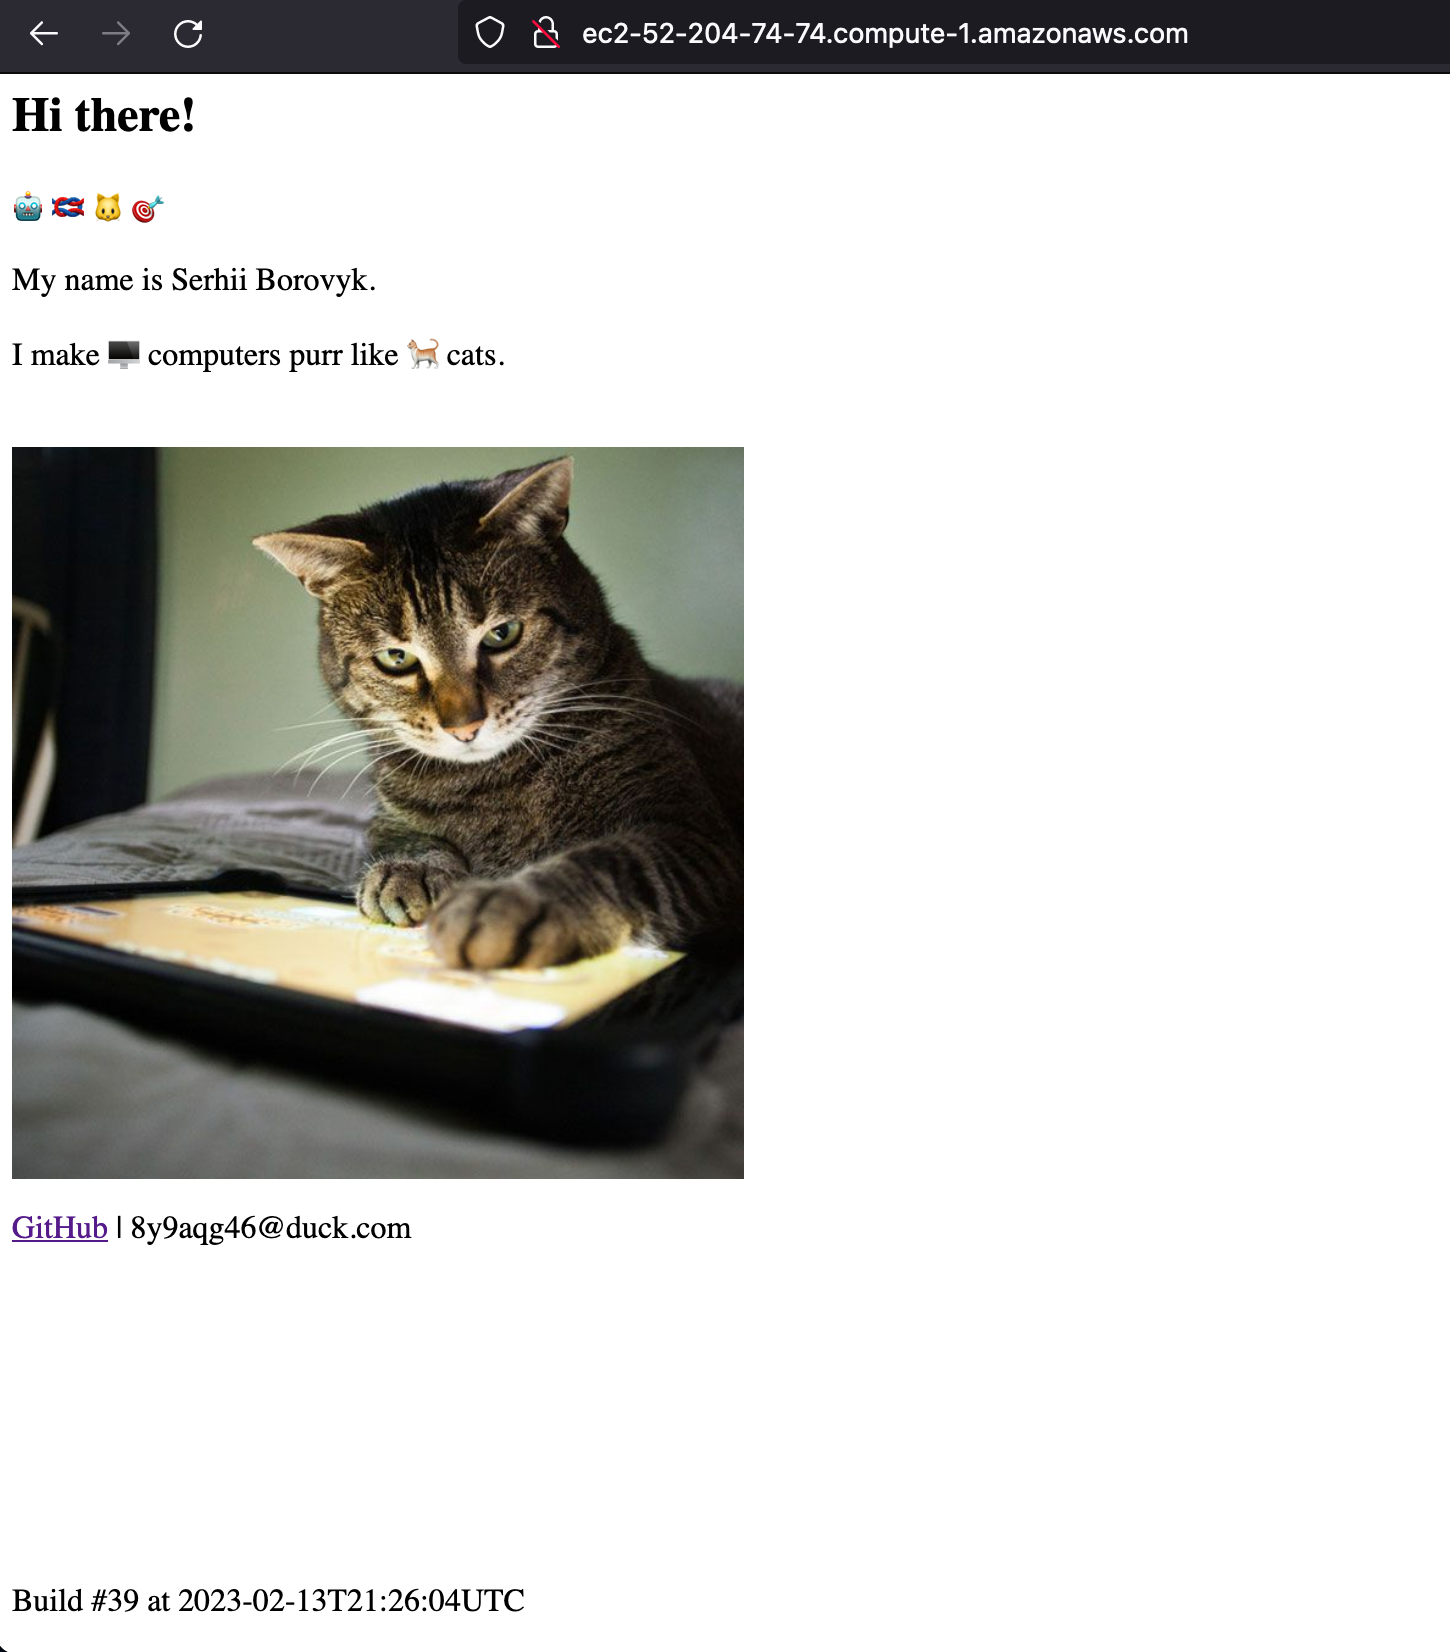 ec2-52-204-74-74.compute-1.amazonaws.com
Hi there!
🤖 🪢 🐱 🎯
My name is Serhii Borovyk.
I make 🖥️ computers purr like 🐈 cats.
GitHub | 8y9aqg46@duck.com
Build #39 at 2023-02-13T21:26:04UTC